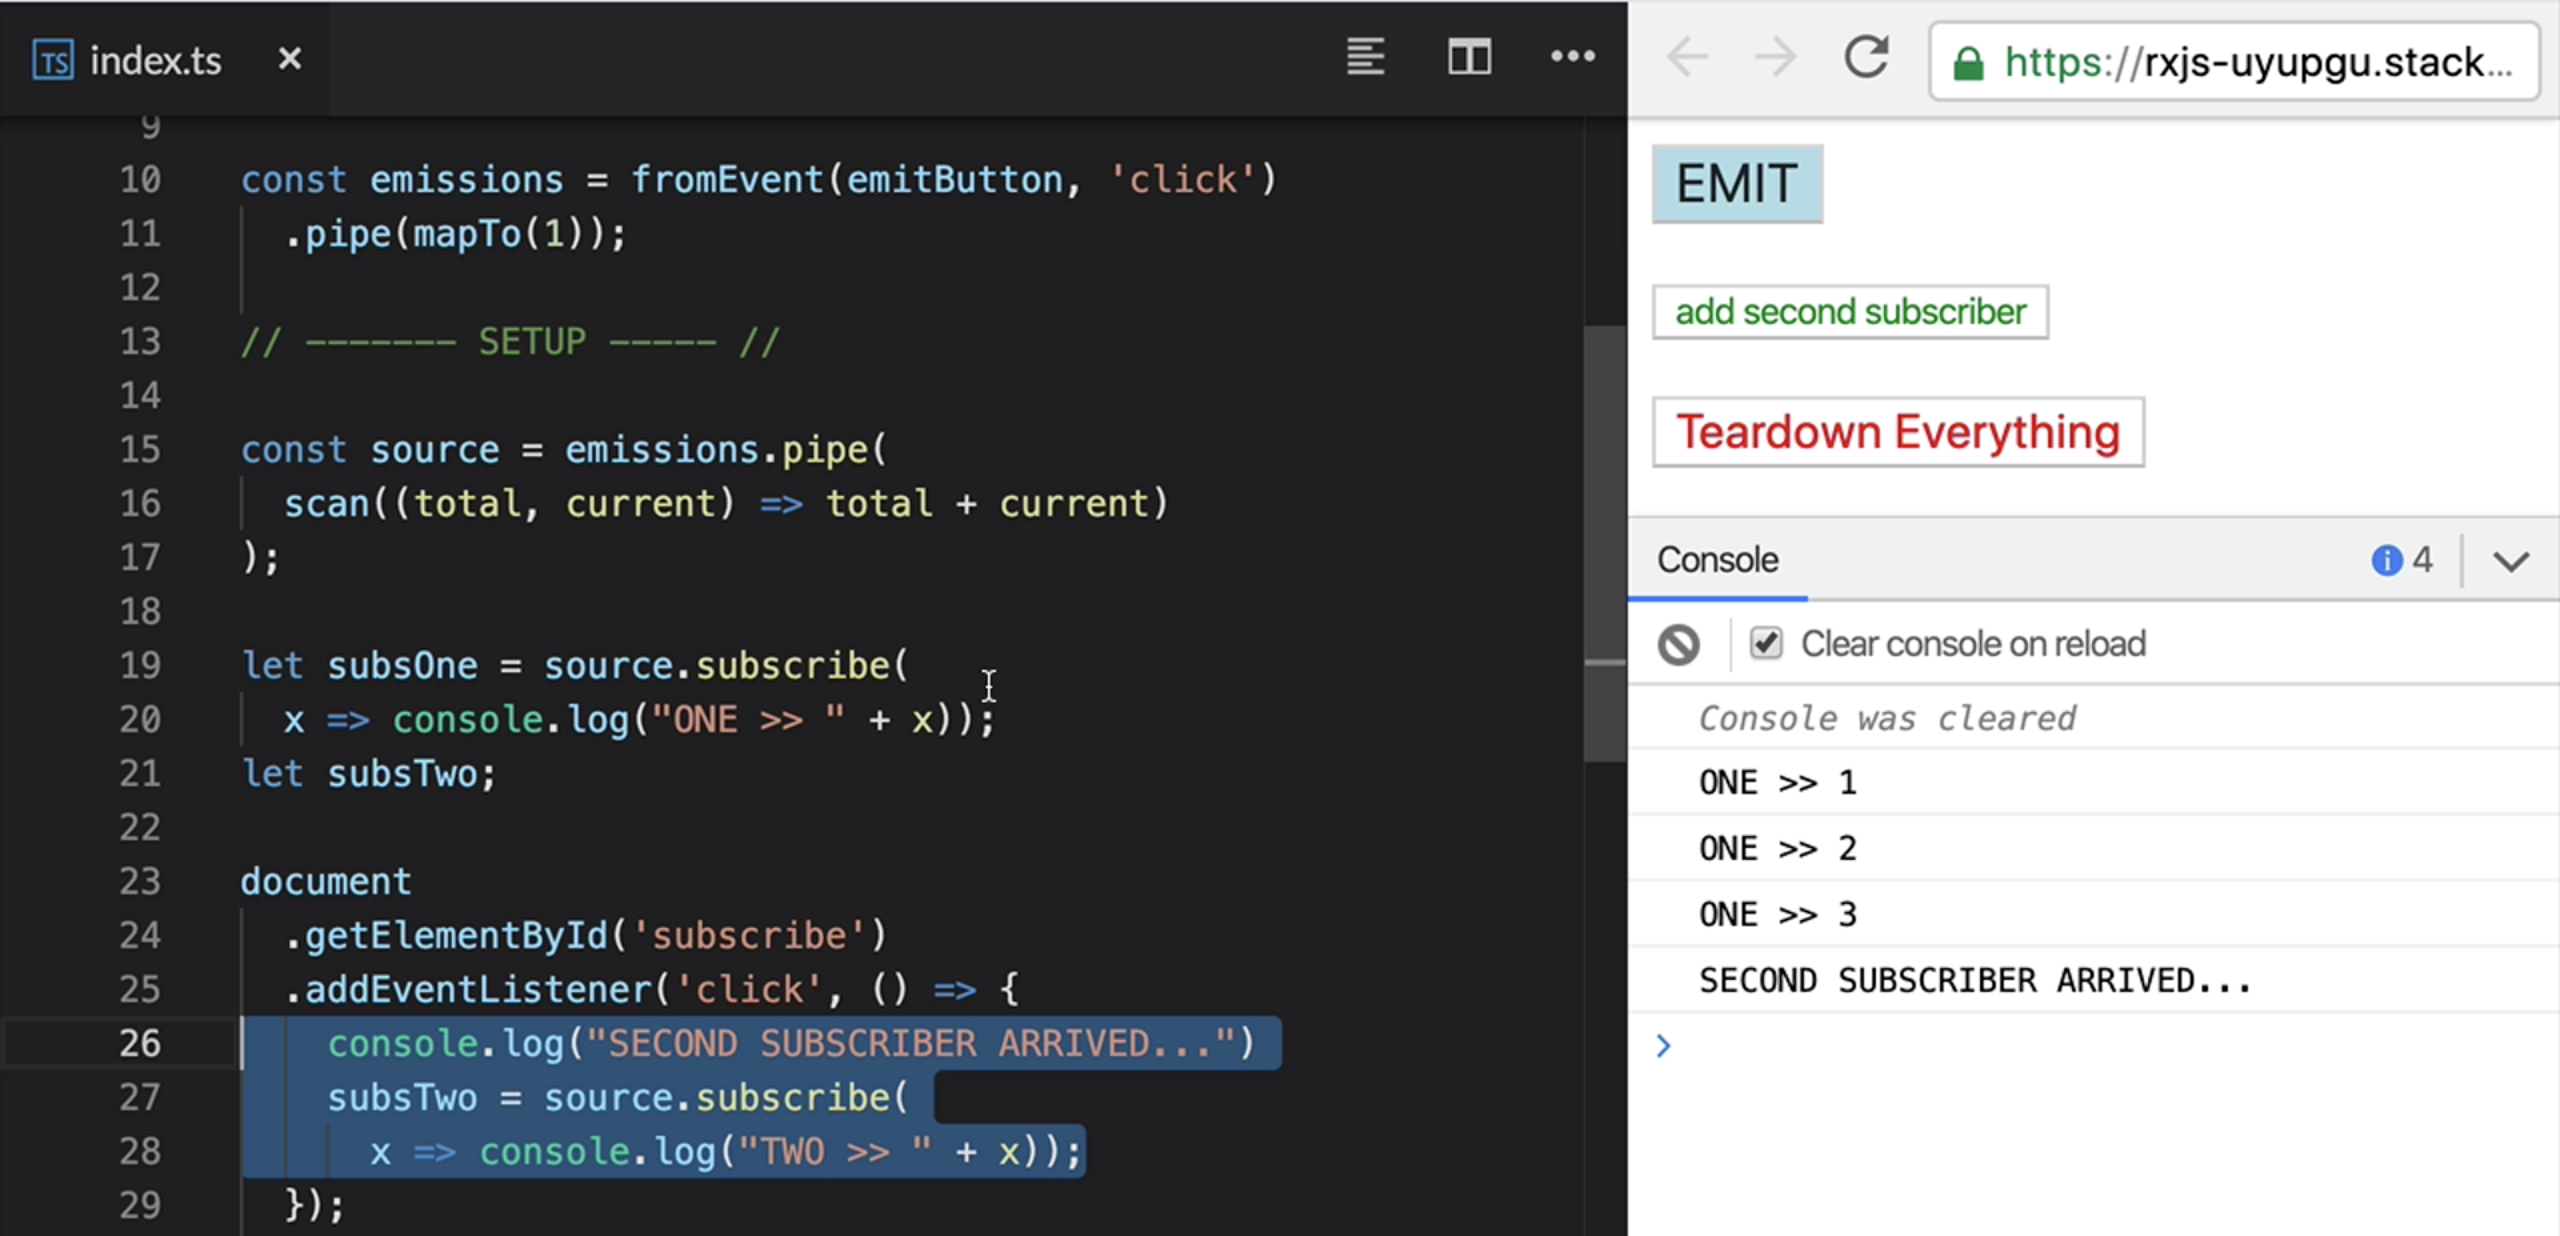 TS index.ts ×
9
10 const emissions = fromEvent(emitButton, 'click')
11 .pipe(mapTo(1));
12
13 // ------- SETUP ----- //
14
15 const source = emissions.pipe(
16 scan((total, current) => total + current)
17 );
18
19 let subsOne = source.subscribe(
20 x => console.log("ONE >> " + x));
21 let subsTwo;
22
23 document
24 .getElementById('subscribe')
25 .addEventListener('click', () => {
26 console.log("SECOND SUBSCRIBER ARRIVED...")
27 subsTwo = source.subscribe(
28 x => console.log("TWO >> " + x));
29 });
https://rxjs-uyupgu.stack...
EMIT
add second subscriber
Teardown Everything
Console 4
Clear console on reload
Console was cleared
ONE >> 1
ONE >> 2
ONE >> 3
SECOND SUBSCRIBER ARRIVED...